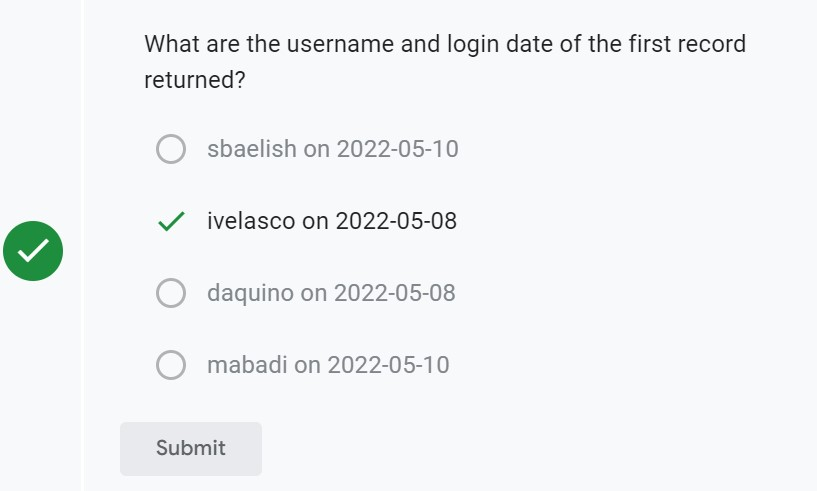 What are the username and login date of the first record
returned?
sbaelish on 2022-05-10
ivelasco on 2022-05-08
daquino on 2022-05-08
mabadi on 2022-05-10
Submit